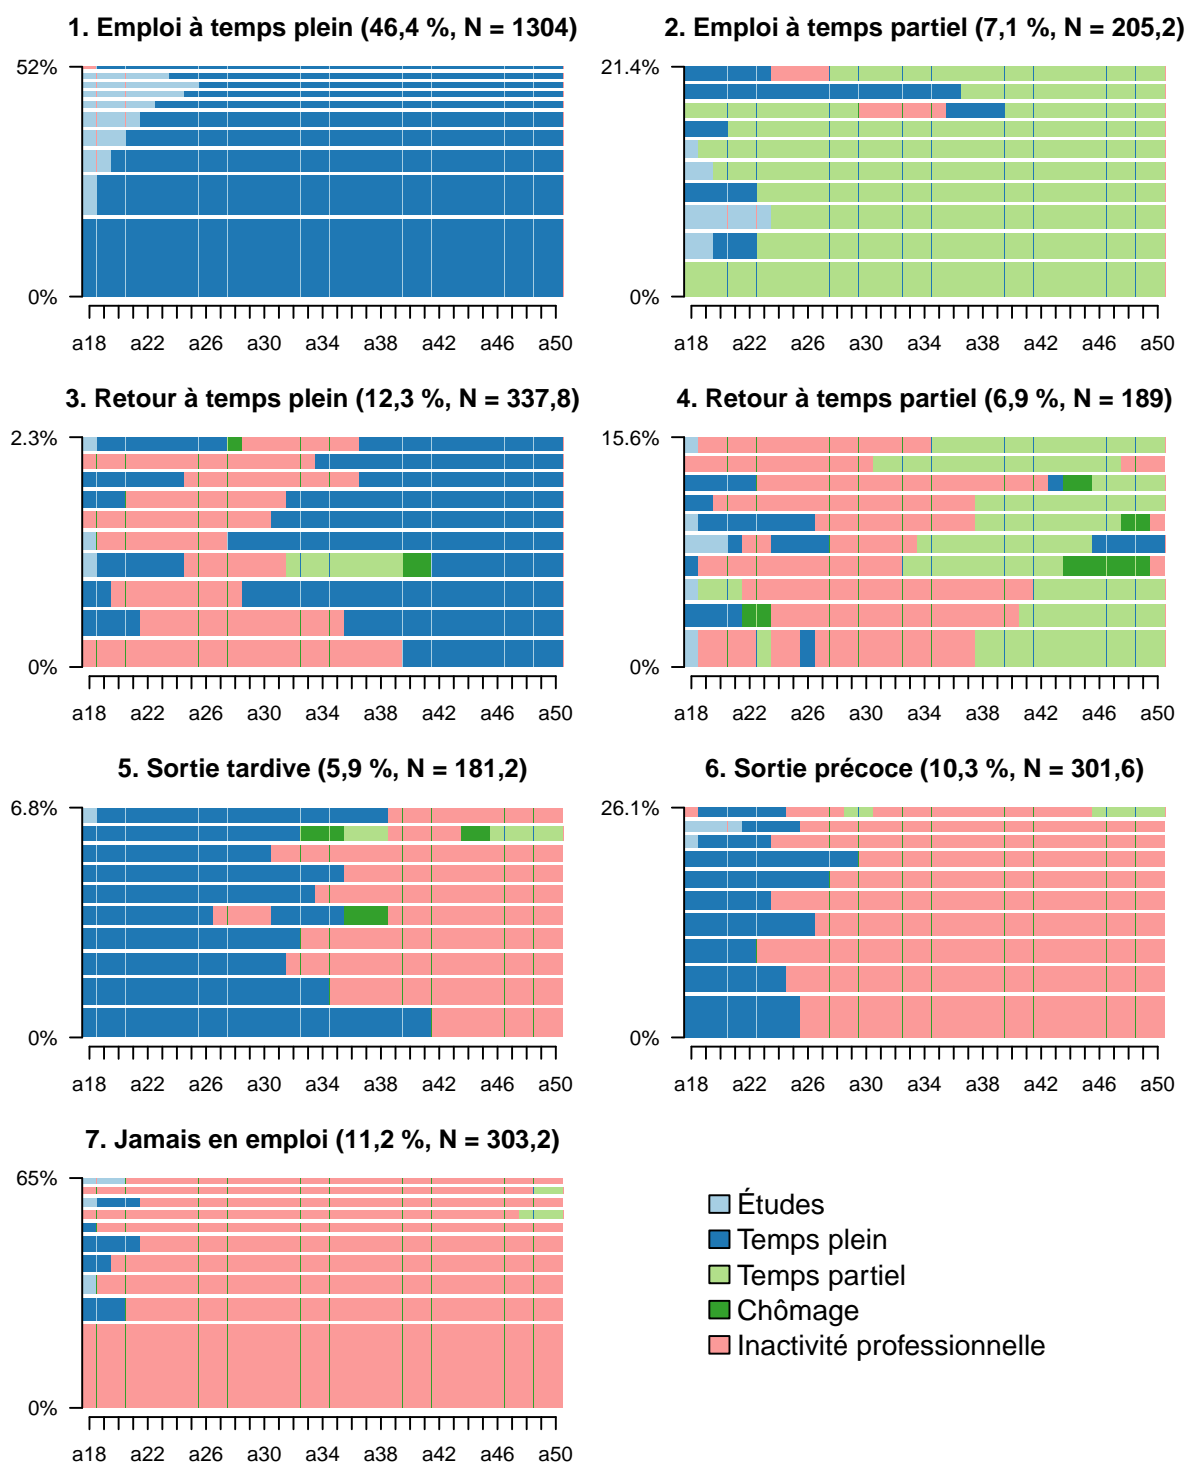 1. Emploi à temps plein (46,4 %, N = 1304)
52%
0%
a18 a22 a26 a30 a34 a38 a42 a46 a50
2. Emploi à temps partiel (7,1 %, N = 205,2)
21.4%
0%
a18 a22 a26 a30 a34 a38 a42 a46 a50
3. Retour à temps plein (12,3 %, N = 337,8)
2.3%
0%
a18 a22 a26 a30 a34 a38 a42 a46 a50
4. Retour à temps partiel (6,9 %, N = 189)
15.6%
0%
a18 a22 a26 a30 a34 a38 a42 a46 a50
5. Sortie tardive (5,9 %, N = 181,2)
6.8%
0%
a18 a22 a26 a30 a34 a38 a42 a46 a50
6. Sortie précoce (10,3 %, N = 301,6)
26.1%
0%
a18 a22 a26 a30 a34 a38 a42 a46 a50
7. Jamais en emploi (11,2 %, N = 303,2)
65%
0%
a18 a22 a26 a30 a34 a38 a42 a46 a50
Études
Temps plein
Temps partiel
Chômage
Inactivité professionnelle